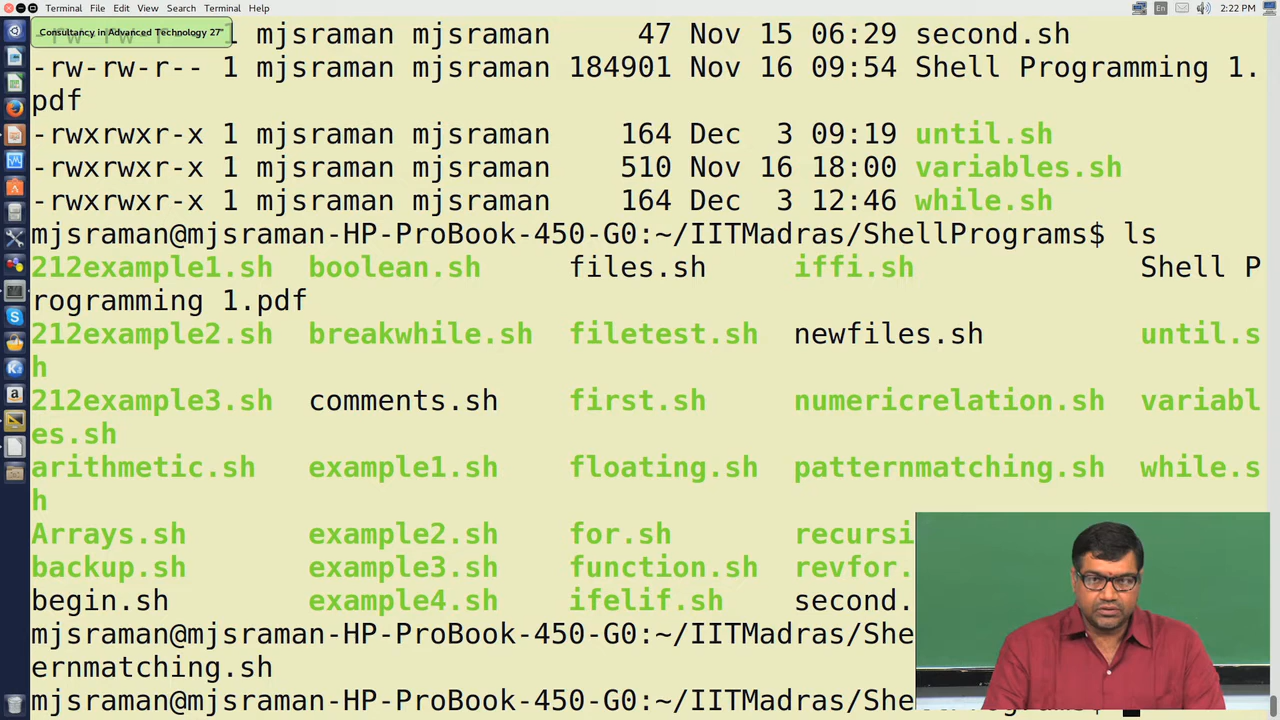 Terminal File Edit View Search Terminal Help En 2:22 PM
Consultancy in Advanced Technology 27"
1 mjsraman mjsraman 47 Nov 15 06:29 second.sh
-rw-rw-r-- 1 mjsraman mjsraman 184901 Nov 16 09:54 Shell Programming 1.
pdf
-rwxrwxr-x 1 mjsraman mjsraman 164 Dec 3 09:19 until.sh
-rwxrwxr-x 1 mjsraman mjsraman 510 Nov 16 18:00 variables.sh
-rwxrwxr-x 1 mjsraman mjsraman 164 Dec 3 12:46 while.sh
mjsraman@mjsraman-HP-ProBook-450-G0:~/IITMadras/ShellPrograms$ ls
212example1.sh boolean.sh files.sh iffi.sh Shell P
rogramming 1.pdf
212example2.sh breakwhile.sh filetest.sh newfiles.sh until.s
h
212example3.sh comments.sh first.sh numericrelation.sh variabl
es.sh
arithmetic.sh example1.sh floating.sh patternmatching.sh while.s
h
Arrays.sh example2.sh for.sh recursi
backup.sh example3.sh function.sh revfor.
begin.sh example4.sh ifelif.sh second.
mjsraman@mjsraman-HP-ProBook-450-G0:~/IITMadras/She
ernmatching.sh
mjsraman@mjsraman-HP-ProBook-450-G0:~/IITMadras/She